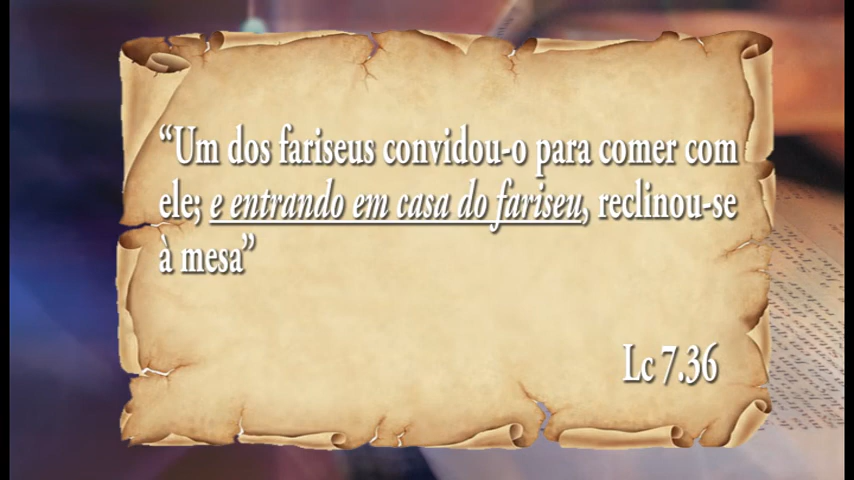 “Um dos fariseus convidou-o para comer com
ele; e entrando em casa do fariseu, reclinou-se
à mesa”
Lc 7.36